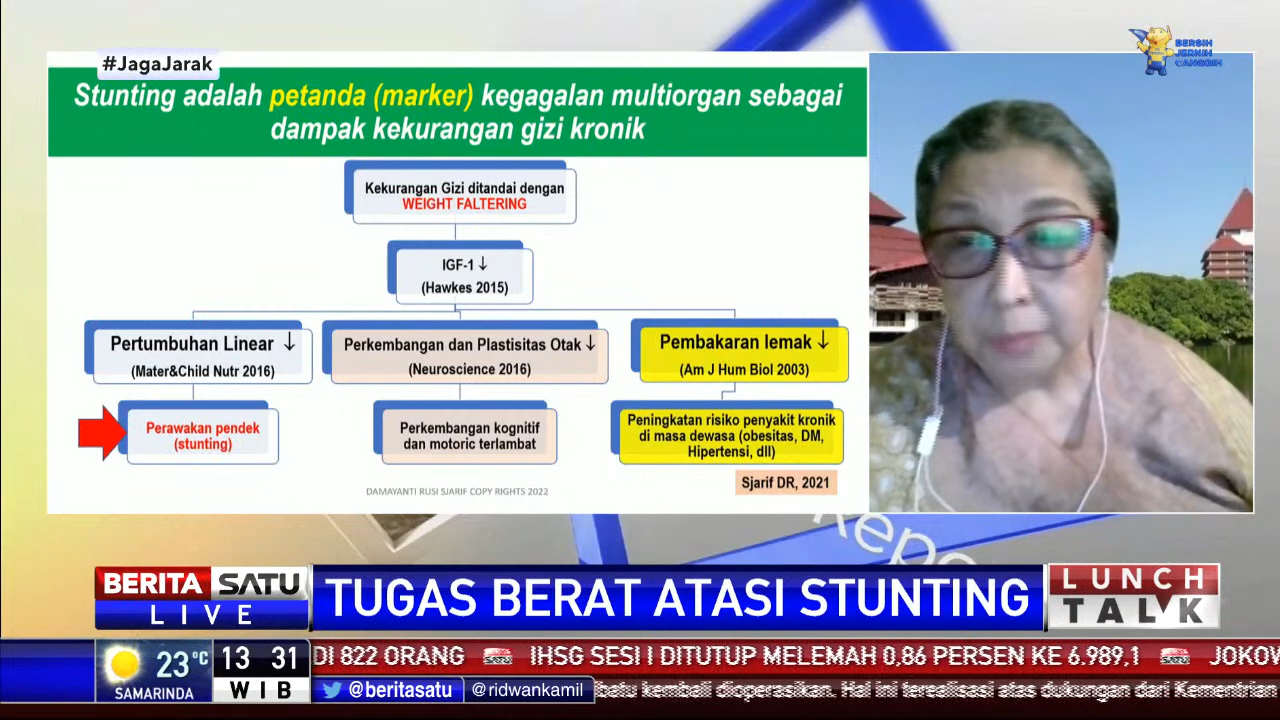 #JagaJarak
BERSIH
JERNIH
CANGGIH
Stunting adalah petanda (marker) kegagalan multiorgan sebagai
dampak kekurangan gizi kronik
Kekurangan Gizi ditandai dengan
WEIGHT FALTERING
IGF-1 ↓
(Hawkes 2015)
Pertumbuhan Linear ↓
(Mater&Child Nutr 2016)
Perkembangan dan Plastisitas Otak ↓
(Neuroscience 2016)
Pembakaran lemak ↓
(Am J Hum Biol 2003)
Perawakan pendek
(stunting)
Perkembangan kognitif
dan motoric terlambat
Peningkatan risiko penyakit kronik
di masa dewasa (obesitas, DM,
Hipertensi, dll)
Sjarif DR, 2021
DAMAYANTI RUSI SJARIF COPY RIGHTS 2022
BERITA SATU
LIVE
TUGAS BERAT ATASI STUNTING
LUNCH
TALK
23°C
SAMARINDA
13 31
WIB
DI 822 ORANG IHSG SESI I DITUTUP MELEMAH 0,86 PERSEN KE 6.989,1 JOKOW
@beritasatu @ridwankamil batu kembali dioperasikan. Hal ini terealisasi atas dukungan dari Kementrian